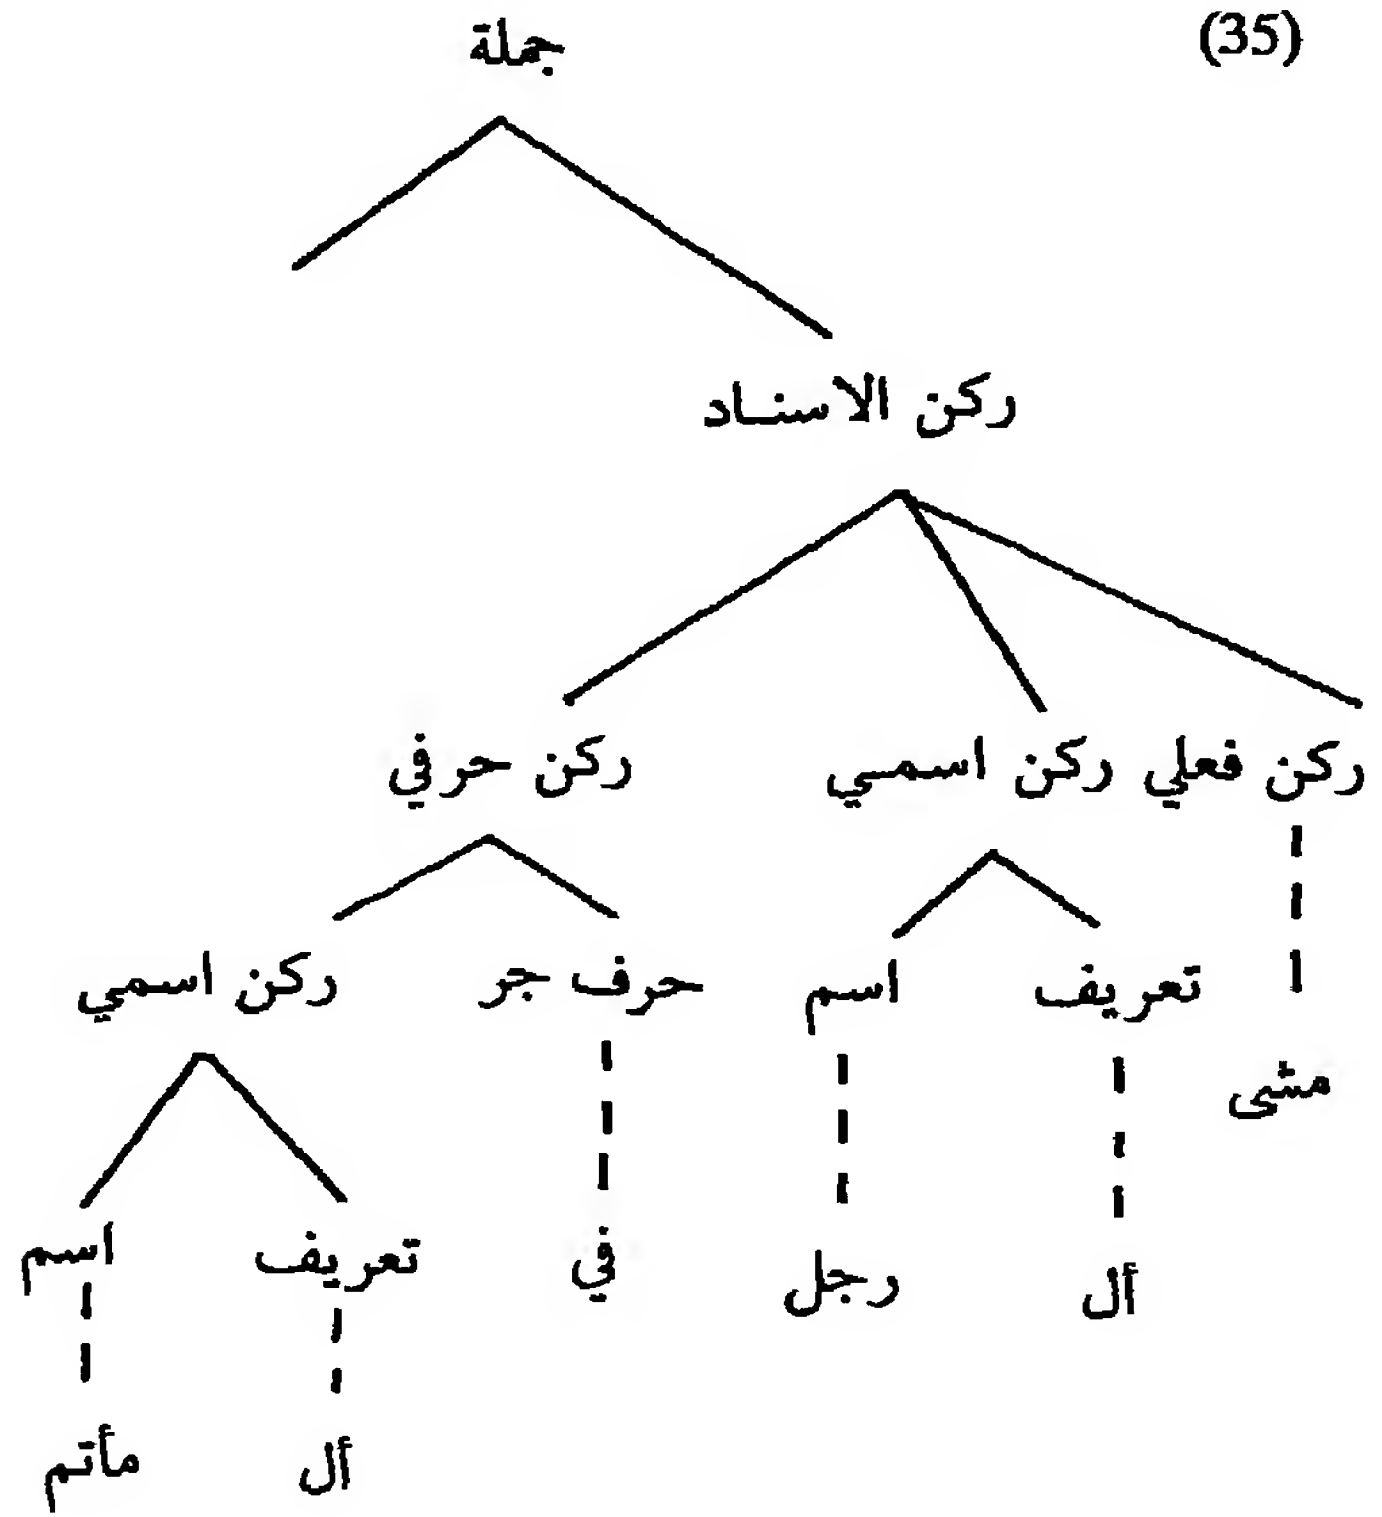 (35)
جملة
ركن الاسناد
ركن فعلي ركن اسمي ركن حرفي
تعريف اسم حرف جر ركن اسمي
مشى
أل رجل في تعريف اسم
أل مأتم